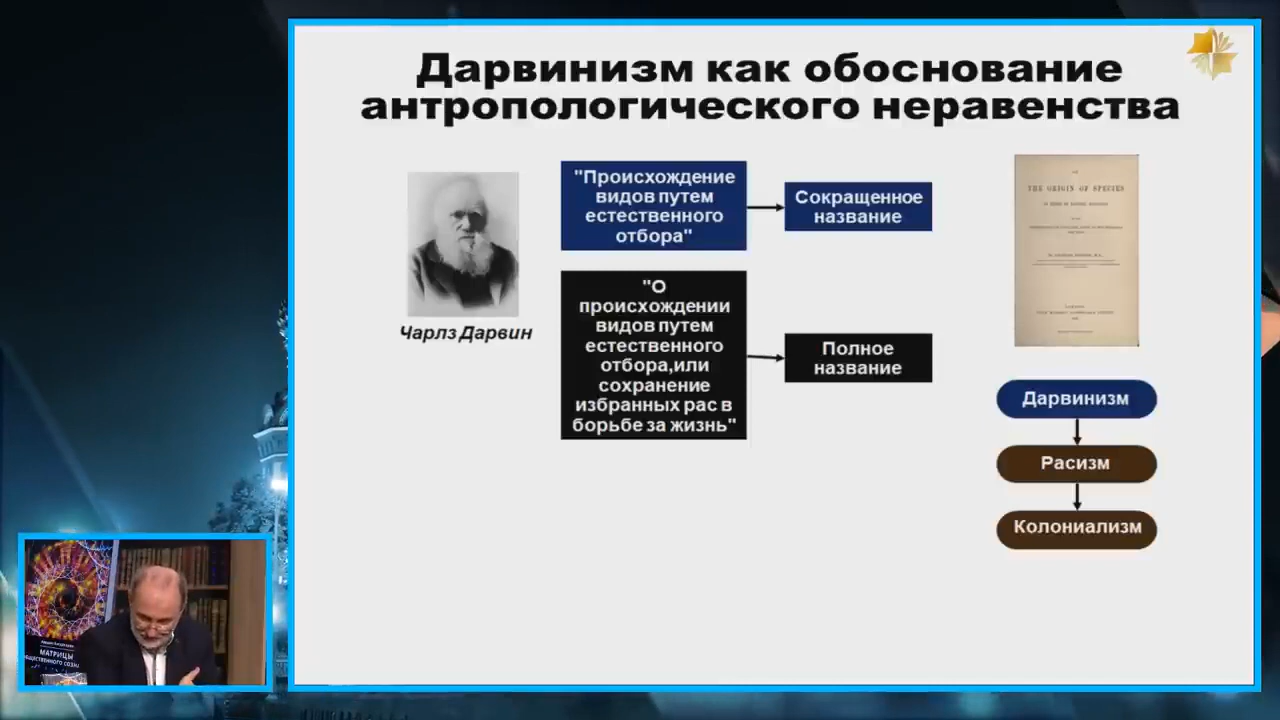 Дарвинизм как обоснование
антропологического неравенства
"Происхождение
видов путем
естественного
отбора"
Сокращенное
название
Чарлз Дарвин
"О
происхождении
видов путем
естественного
отбора,или
сохранение
избранных рас в
борьбе за жизнь"
Полное
название
THE ORIGIN OF SPECIES
Дарвинизм
Расизм
Колониализм
МАТРИЦЫ